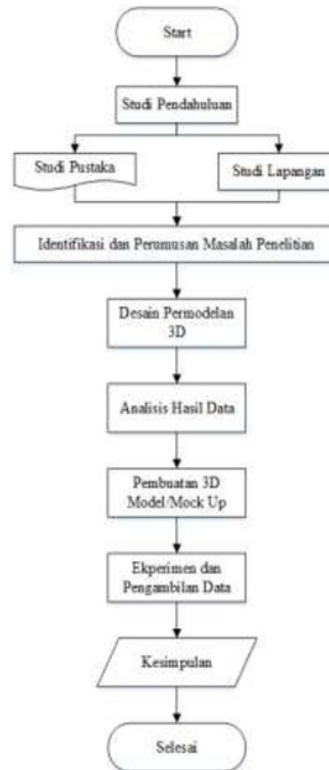 Start
Studi Pendahuluan
Studi Pustaka
Studi Lapangan
Identifikasi dan Perumusan Masalah Penelitian
Desain Permodelan
3D
Analisis Hasil Data
Pembuatan 3D
Model/Mock Up
Ekperimen dan
Pengambilan Data
Kesimpulan
Selesai